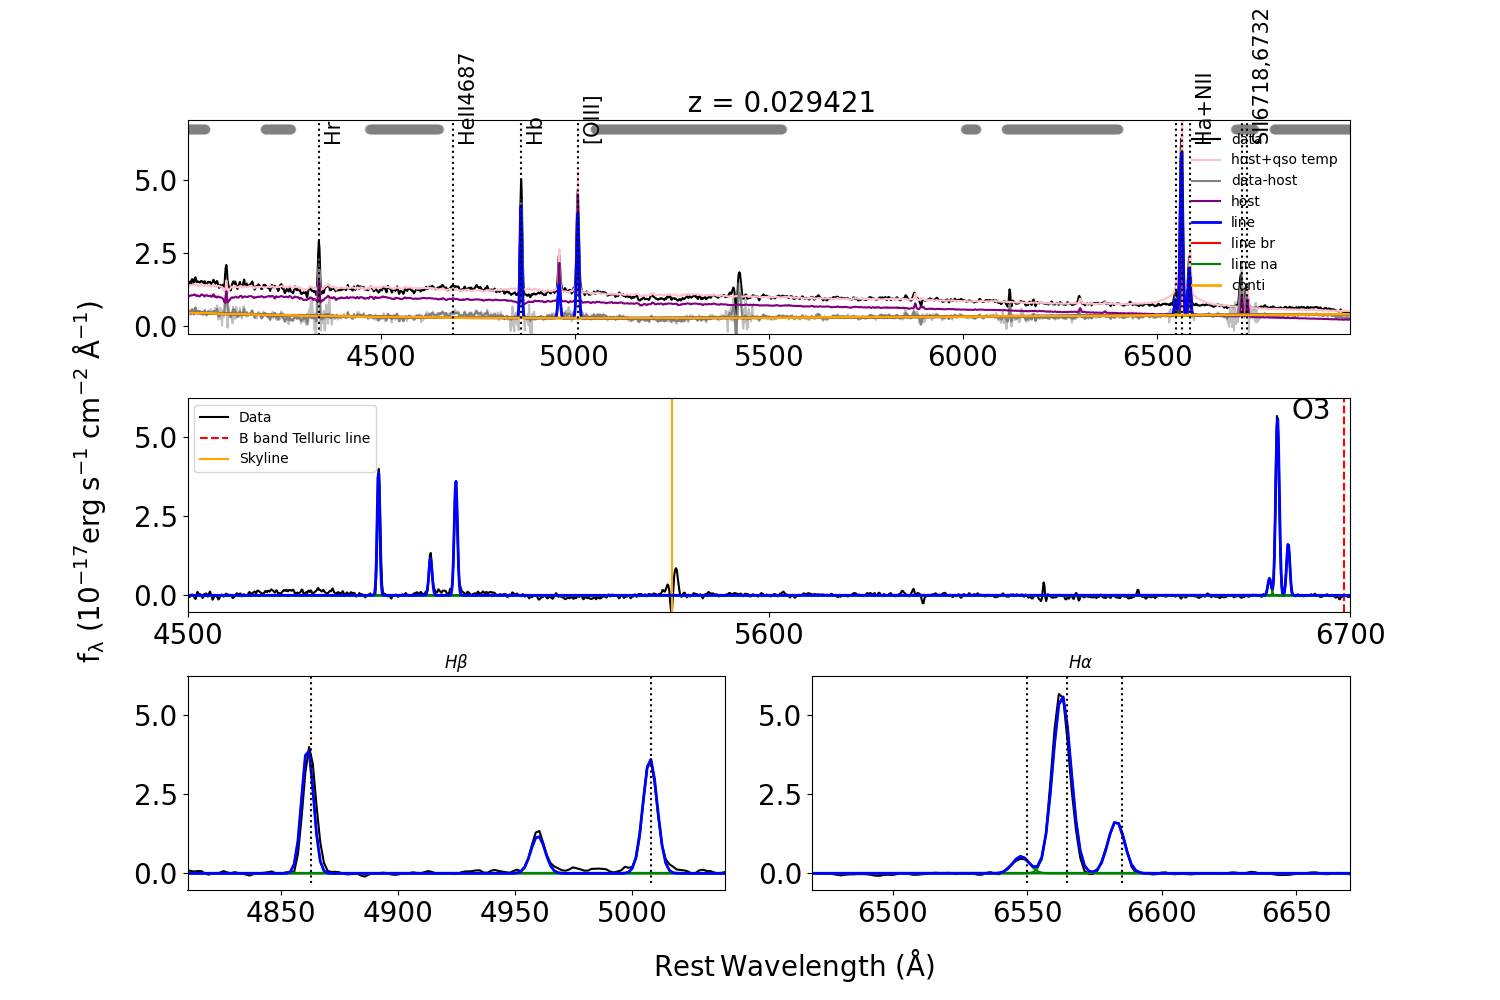 z = 0.029421
Hr
HeII4687
Hb
[OIII]
Ha+NII
SII6718,6732
data
host+qso temp
data-host
host
line
line br
line na
conti
5.0
2.5
0.0
4500
5000
5500
6000
6500
Data
B band Telluric line
Skyline
O3
5.0
2.5
0.0
4500
5600
6700
fλ (10⁻¹⁷erg s⁻¹ cm⁻² Å⁻¹)
Hβ
5.0
2.5
0.0
4850
4900
4950
5000
Hα
5.0
2.5
0.0
6500
6550
6600
6650
Rest Wavelength (Å)